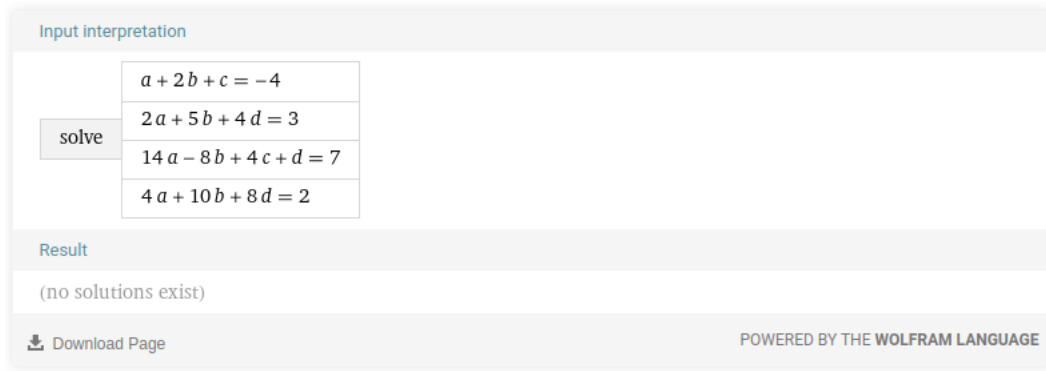 Input interpretation
a + 2 b + c = −4
2 a + 5 b + 4 d = 3
solve
14 a − 8 b + 4 c + d = 7
4 a + 10 b + 8 d = 2
Result
(no solutions exist)
Download Page
POWERED BY THE WOLFRAM LANGUAGE